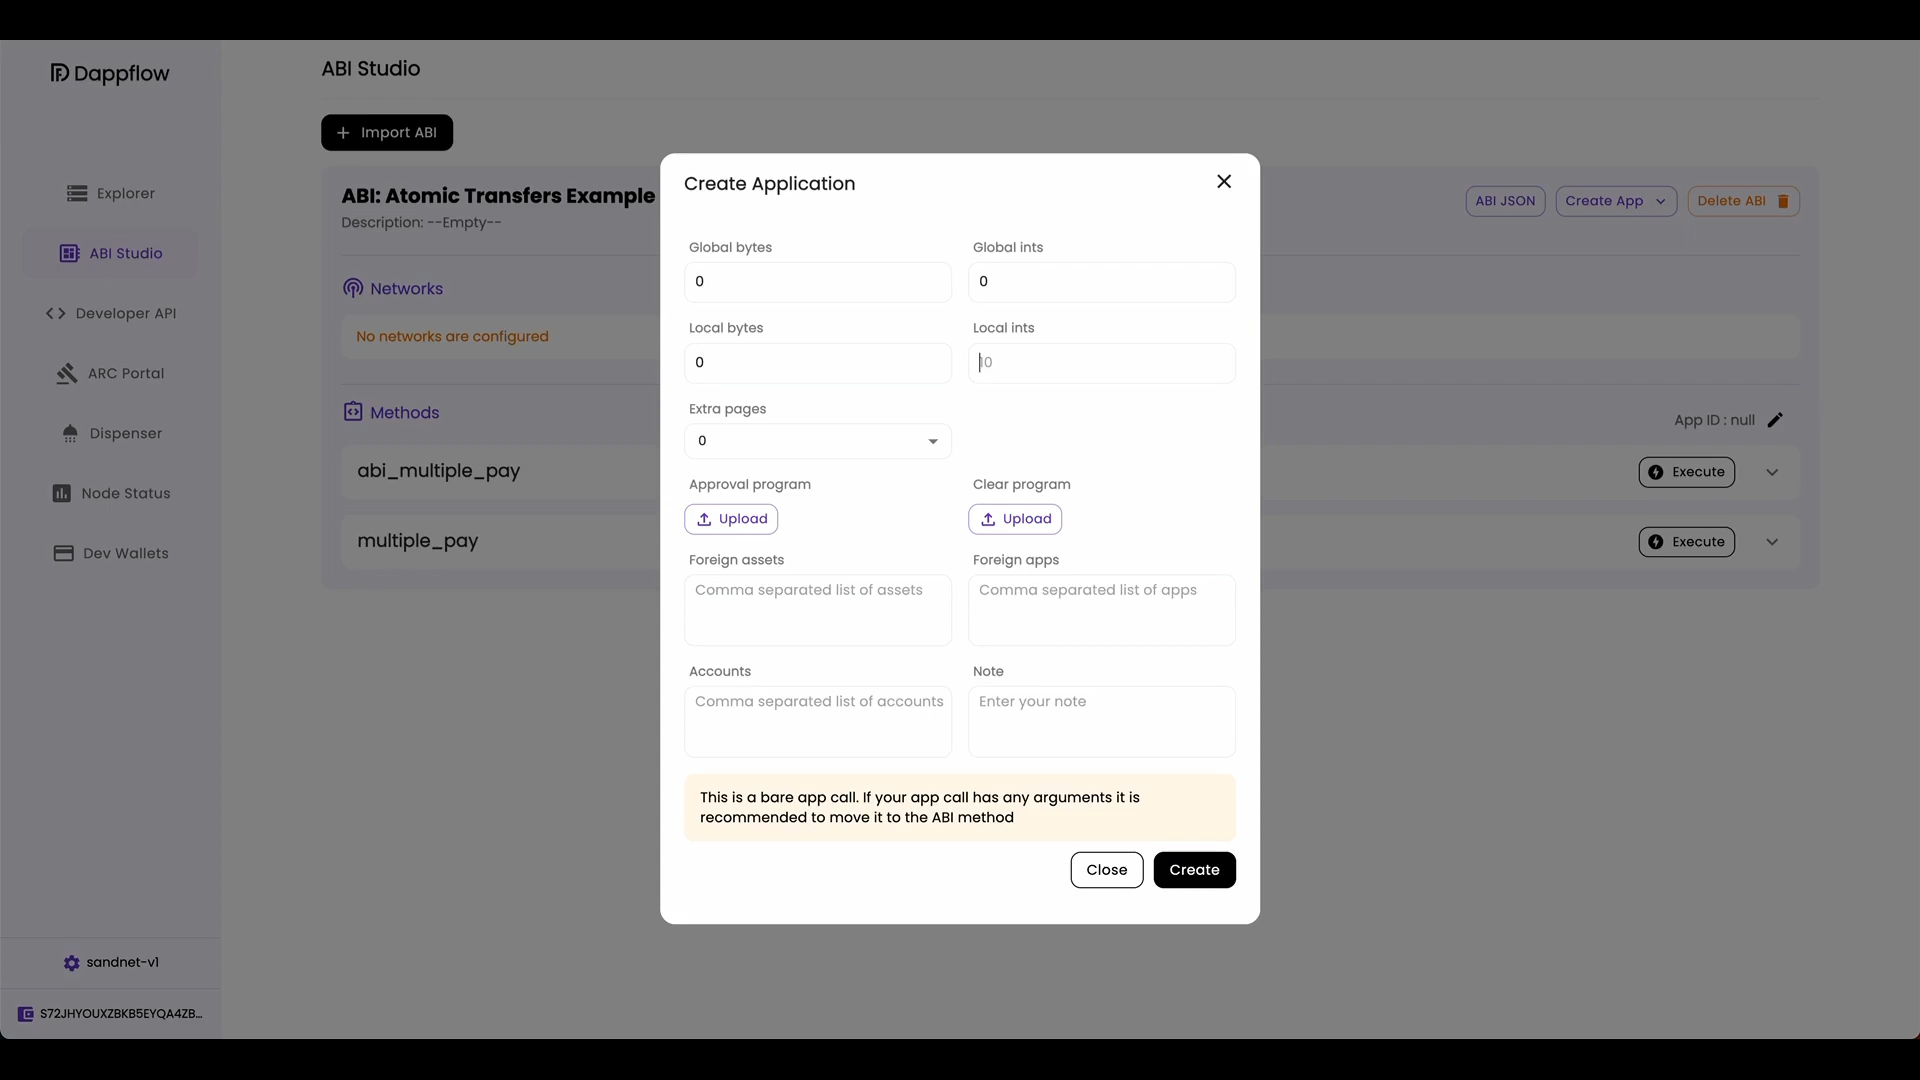 Dappflow
Explorer
ABI Studio
Developer API
ARC Portal
Dispenser
Node Status
Dev Wallets
sandnet-v1
S72JHYOUXZBKB5EYQA4ZB...
ABI Studio
+ Import ABI
ABI: Atomic Transfers Example
Description: --Empty--
ABI JSON
Create App
Delete ABI
Networks
No networks are configured
Methods
App ID : null
abi_multiple_pay
Execute
multiple_pay
Execute
Create Application
Global bytes
0
Global ints
0
Local bytes
0
Local ints
10
Extra pages
0
Approval program
Upload
Clear program
Upload
Foreign assets
Comma separated list of assets
Foreign apps
Comma separated list of apps
Accounts
Comma separated list of accounts
Note
Enter your note
This is a bare app call. If your app call has any arguments it is
recommended to move it to the ABI method
Close
Create